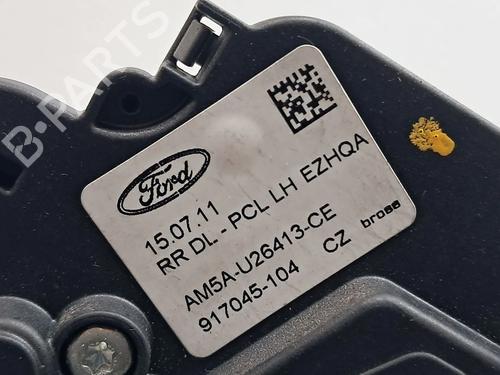 B-PARTS
Ford
15.07.11
RR DL - PCL LH EZHQA
AM5A-U26413-CE
917045-104 CZ brose